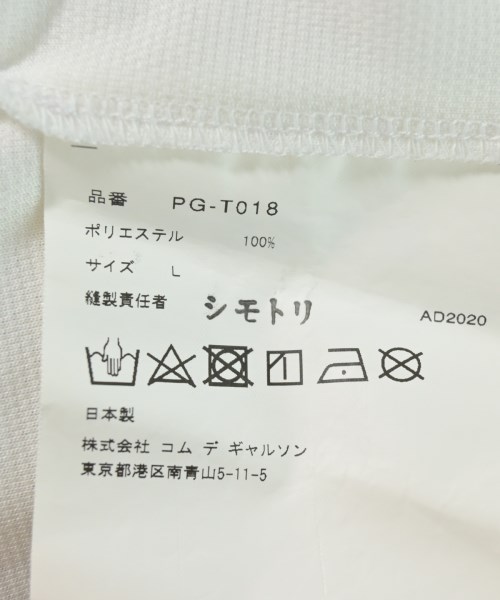 品番 PG-T018
ポリエステル 100%
サイズ L
縫製責任者 シモトリ AD2020
日本製
株式会社 コム デ ギャルソン
東京都港区南青山5-11-5